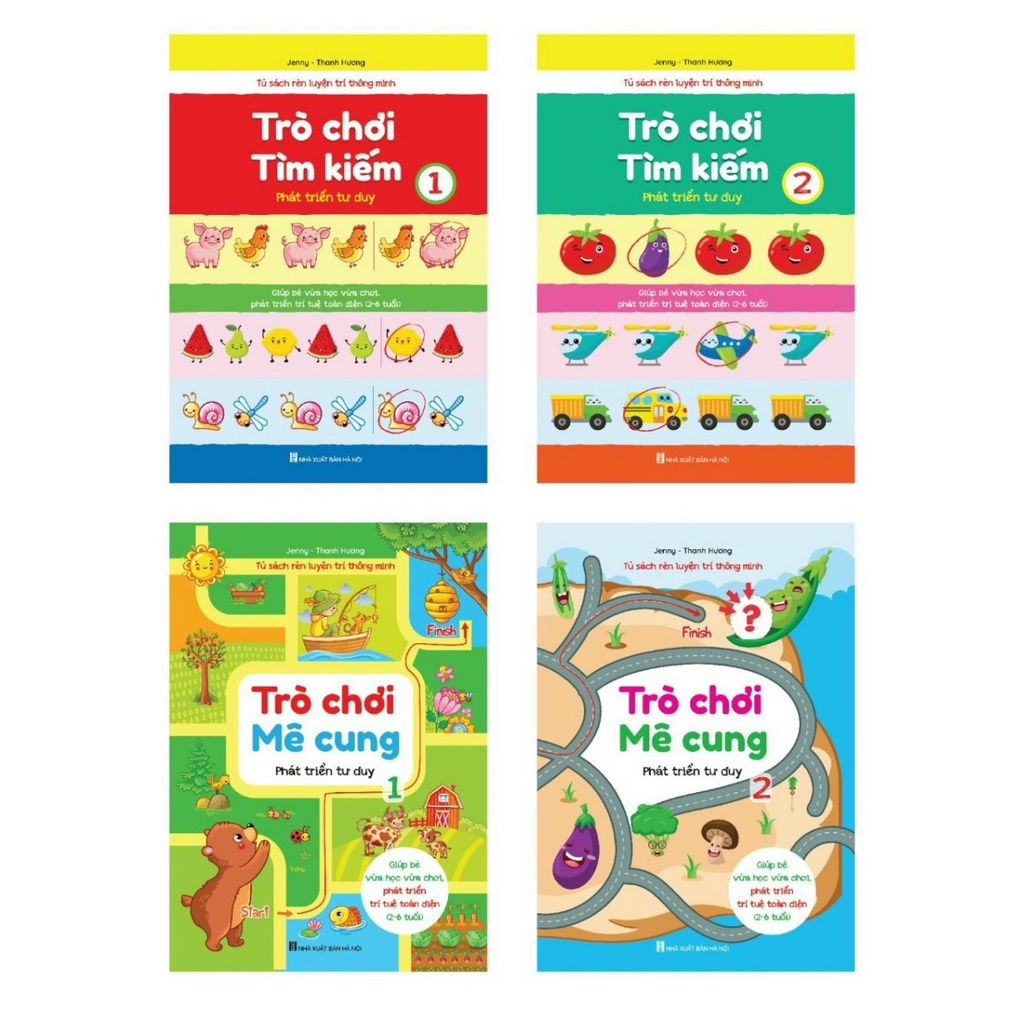 Jenny - Thanh Hương
Tủ sách rèn luyện trí thông minh
Trò chơi
Tìm kiếm
1
Phát triển tư duy
Giúp bé vừa học vừa chơi,
phát triển trí tuệ toàn diện (2-6 tuổi)
NHÀ XUẤT BẢN HÀ NỘI
Jenny - Thanh Hương
Tủ sách rèn luyện trí thông minh
Trò chơi
Tìm kiếm
2
Phát triển tư duy
Giúp bé vừa học vừa chơi,
phát triển trí tuệ toàn diện (2-6 tuổi)
NHÀ XUẤT BẢN HÀ NỘI
Jenny - Thanh Hương
Tủ sách rèn luyện trí thông minh
Finish
Trò chơi
Mê cung
Phát triển tư duy
1
Giúp bé
vừa học vừa chơi,
phát triển
trí tuệ toàn diện
(2-6 tuổi)
Start
NHÀ XUẤT BẢN HÀ NỘI
Jenny - Thanh Hương
Tủ sách rèn luyện trí thông minh
?
Finish
Trò chơi
Mê cung
Phát triển tư duy
2
Giúp bé
vừa học vừa chơi,
phát triển
trí tuệ toàn diện
(2-6 tuổi)
NHÀ XUẤT BẢN HÀ NỘI